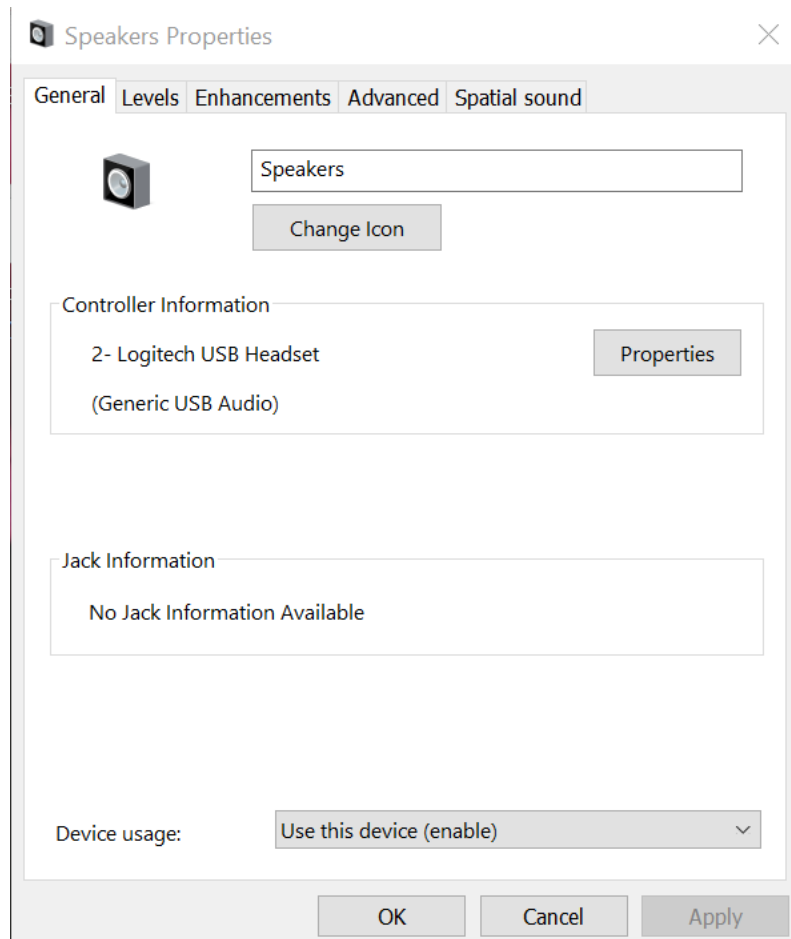 Speakers Properties
General Levels Enhancements Advanced Spatial sound
Speakers
Change Icon
Controller Information
2- Logitech USB Headset
Properties
(Generic USB Audio)
Jack Information
No Jack Information Available
Device usage:
Use this device (enable)
OK Cancel Apply